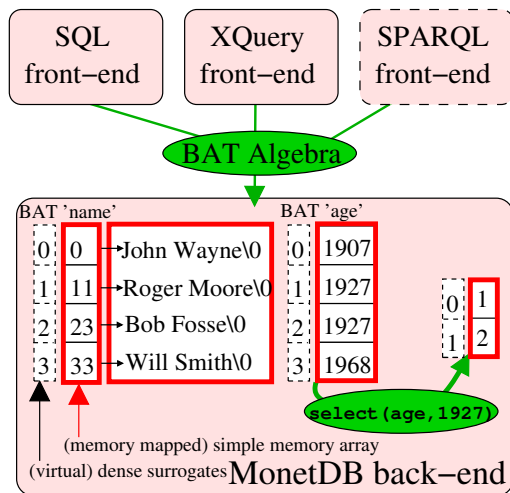 SQL
front−end
XQuery
front−end
SPARQL
front−end
BAT Algebra
BAT 'name'
BAT 'age'
0 0 John Wayne\0
1 11 Roger Moore\0
2 23 Bob Fosse\0
3 33 Will Smith\0
0 1907
1 1927
2 1927
3 1968
0 1
1 2
select(age,1927)
(memory mapped) simple memory array
(virtual) dense surrogates
MonetDB back−end